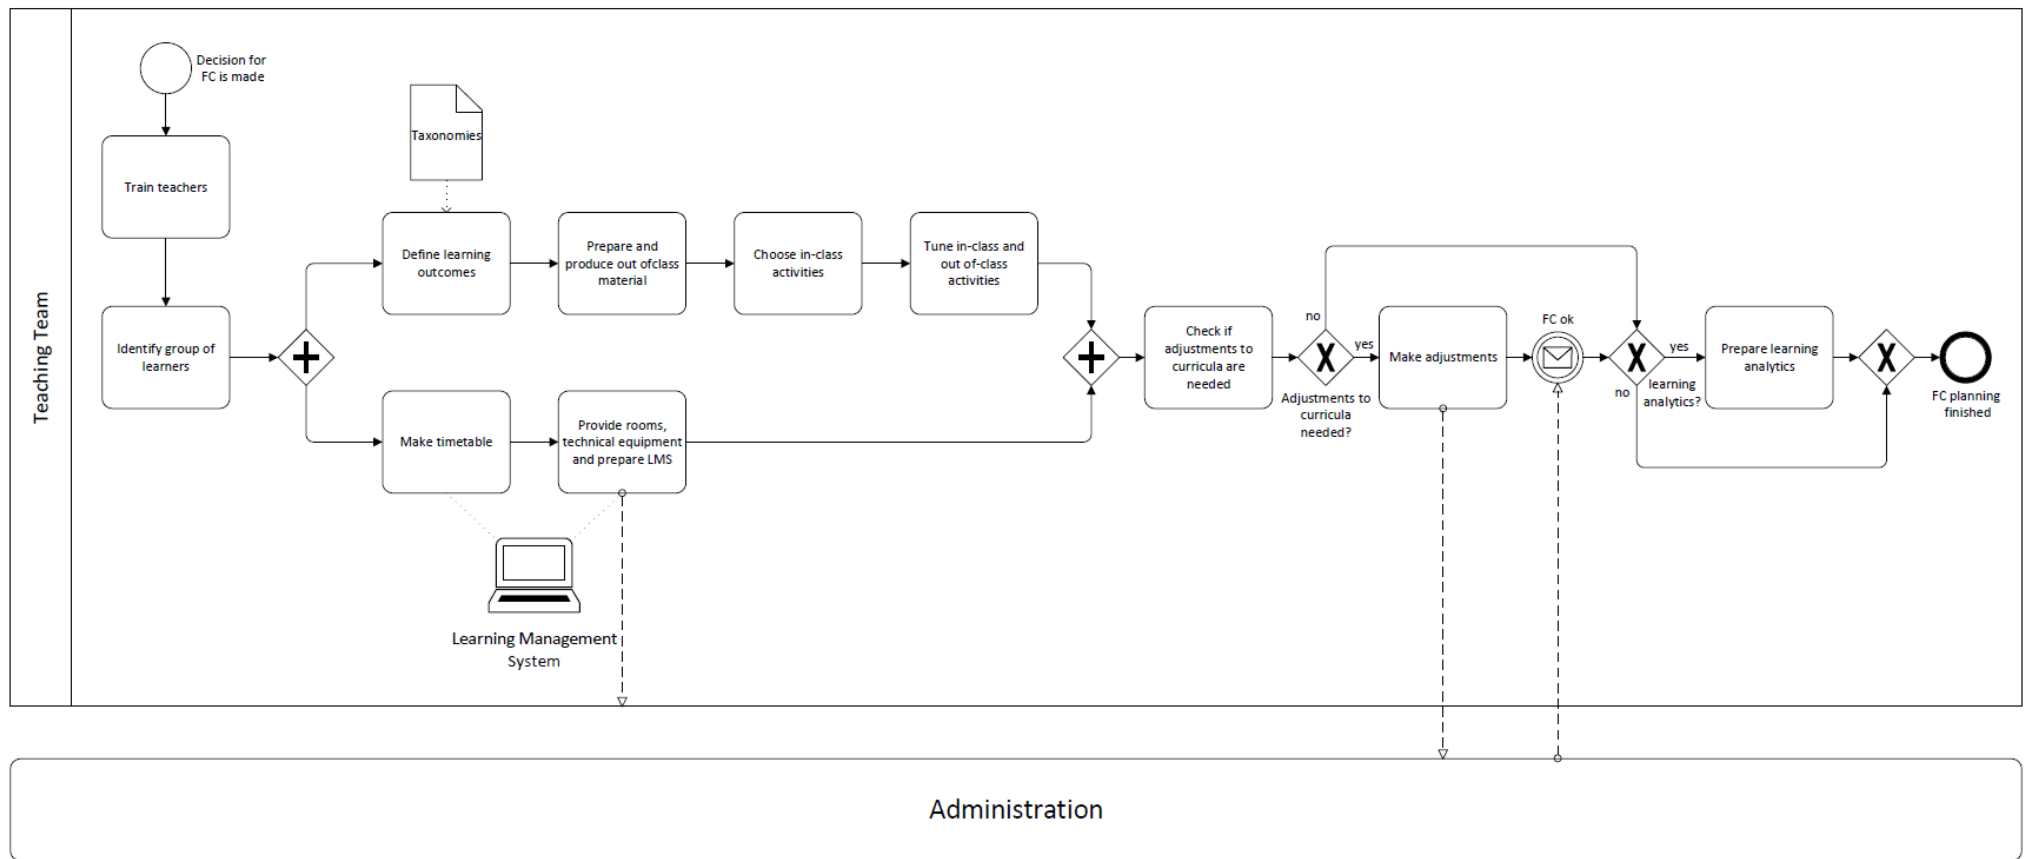 Teaching Team
Decision for
FC is made
Train teachers
Identify group of
learners
Taxonomies
Define learning
outcomes
Prepare and
produce out ofclass
material
Choose in-class
activities
Tune in-class and
out of-class
activities
Make timetable
Provide rooms,
technical equipment
and prepare LMS
Learning Management
System
Check if
adjustments to
curricula are
needed
no
yes
Adjustments to
curricula
needed?
Make adjustments
FC ok
yes
learning
analytics?
no
Prepare learning
analytics
FC planning
finished
Administration